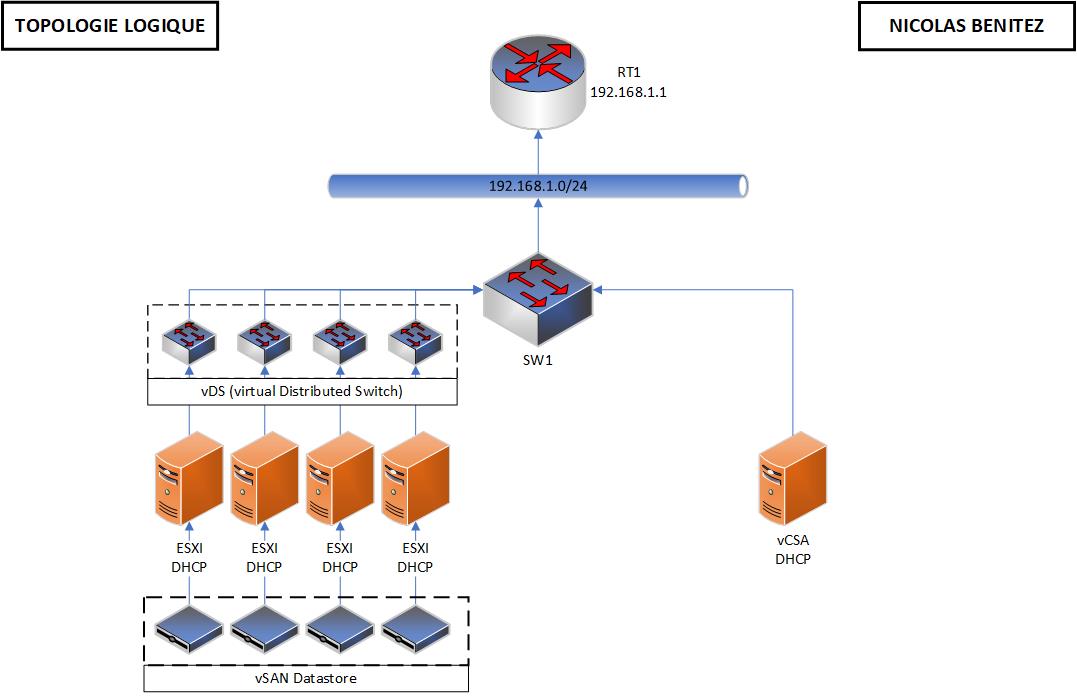 TOPOLOGIE LOGIQUE
NICOLAS BENITEZ
RT1
192.168.1.1
192.168.1.0/24
SW1
vDS (virtual Distributed Switch)
ESXI
DHCP
ESXI
DHCP
ESXI
DHCP
ESXI
DHCP
vCSA
DHCP
vSAN Datastore